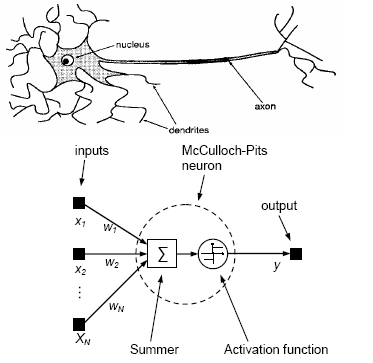 nucleus
axon
dendrites
inputs
McCulloch-Pits
neuron
output
x1
w1
x2
w2
⋮
wN
XN
Σ
y
Summer
Activation function